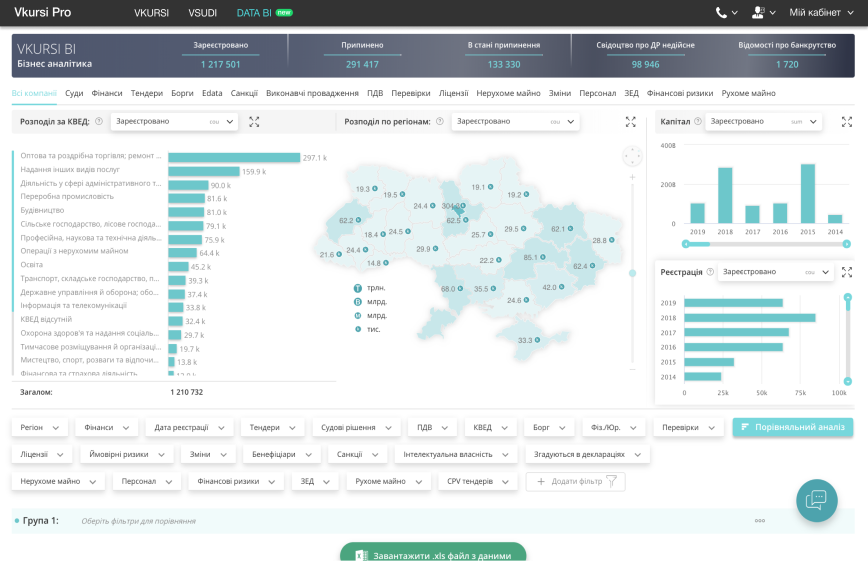 Vkursi Pro VKURSI VSUDI DATA BI new Мій кабінет
VKURSI BI
Бізнес аналітика
Зареєстровано Припинено В стані припинення Свідоцтво про ДР недійсне Відомості про банкрутство
1 217 501 291 417 133 330 98 946 1 720
Всі компанії Суди Фінанси Тендери Борги Edata Санкції Виконавчі провадження ПДВ Перевірки Ліцензії Нерухоме майно Зміни Персонал ЗЕД Фінансові ризики Рухоме майно
Розподіл за КВЕД: Зареєстровано cou
Оптова та роздрібна торгівля; ремонт ... 297.1 k
Надання інших видів послуг 159.9 k
Діяльність у сфері адміністративного т... 90.0 k
Переробна промисловість 81.6 k
Будівництво 81.0 k
Сільське господарство, лісове господа... 79.1 k
Професійна, наукова та технічна діяль... 75.9 k
Операції з нерухомим майном 64.4 k
Освіта 45.2 k
Транспорт, складське господарство, п... 39.3 k
Державне управління й оборона; обо... 37.4 k
Інформація та телекомунікації 33.8 k
КВЕД відсутній 32.4 k
Охорона здоров'я та надання соціаль... 29.7 k
Тимчасове розміщування й організаці... 19.7 k
Мистецтво, спорт, розваги та відпочи... 13.8 k
Фінансова та страхова діяльність
Загалом: 1 210 732
Розподіл по регіонам: Зареєстровано cou
19.3
19.5
24.4
304.2
19.1
19.2
62.2
18.4
24.5
62.5
25.7
29.5
62.1
28.8
21.6
24.4
29.9
14.8
22.2
85.1
62.4
68.0
35.5
42.0
24.6
33.3
трлн.
млрд.
млрд.
тис.
Капітал Зареєстровано sum
400B
200B
0
2019 2018 2017 2016 2015 2014
Реєстрація Зареєстровано cou
2019
2018
2017
2016
2015
2014
0 25k 50k 75k 100k
Регіон Фінанси Дата реєстрації Тендери Судові рішення ПДВ КВЕД Борг Фіз./Юр. Перевірки Порівняльний аналіз
Ліцензії Ймовірні ризики Зміни Бенефіціари Санкції Інтелектуальна власність Згадуються в деклараціях
Нерухоме майно Персонал Фінансові ризики ЗЕД Рухоме майно CPV тендерів + Додати фільтр
Група 1: Оберіть фільтри для порівняння
Завантажити .xls файл з даними